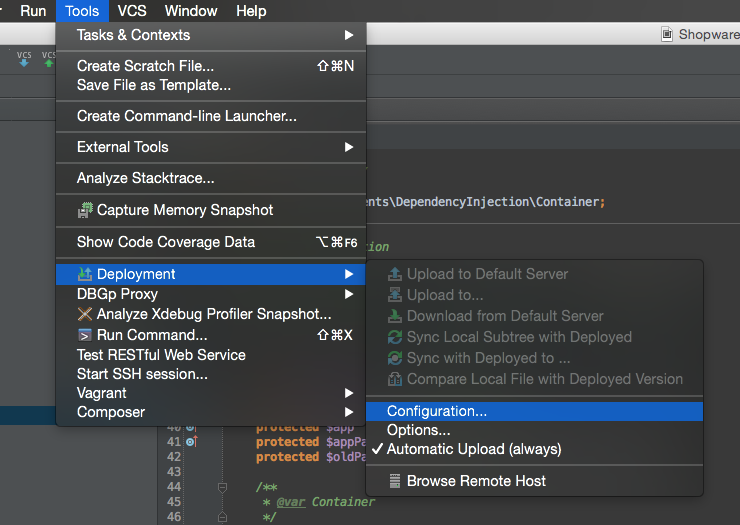 Run Tools VCS Window Help
Shopware
VCS VCS
Tasks & Contexts
Create Scratch File... ⇧⌘N
Save File as Template...
Create Command-line Launcher...
External Tools
Analyze Stacktrace...
Capture Memory Snapshot
ents\DependencyInjection\Container;
Show Code Coverage Data ⌥⌘F6
ion
Deployment
Upload to Default Server
DBGp Proxy
Upload to...
Analyze Xdebug Profiler Snapshot...
Download from Default Server
Run Command... ⇧⌘X
Sync Local Subtree with Deployed
Test RESTful Web Service
Sync with Deployed to ...
Start SSH session...
Compare Local File with Deployed Version
Vagrant
Composer
Configuration...
40 protected $app
Options...
41 protected $appPa
Automatic Upload (always)
42 protected $oldPa
43
Browse Remote Host
44 /**
45 * @var Container
46 */